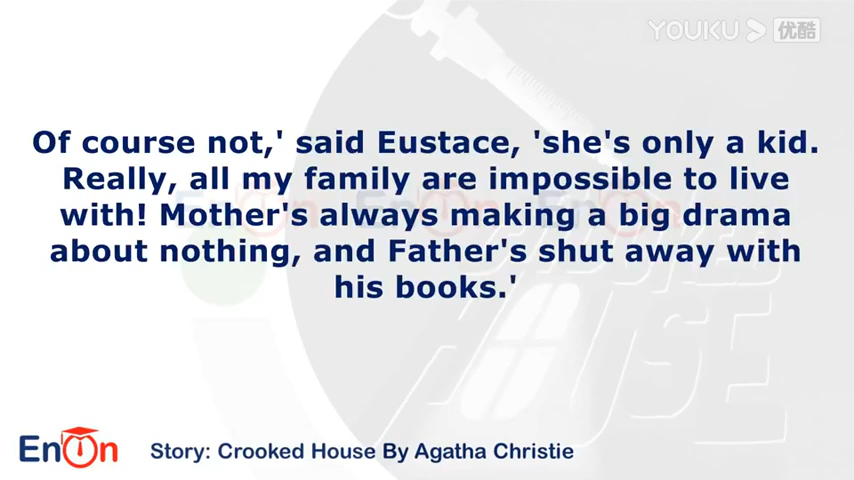 YOUKU 优酷
Of course not,' said Eustace, 'she's only a kid.
Really, all my family are impossible to live
with! Mother's always making a big drama
about nothing, and Father's shut away with
his books.'
CROOKED
HOUSE
EnOn
Story: Crooked House By Agatha Christie